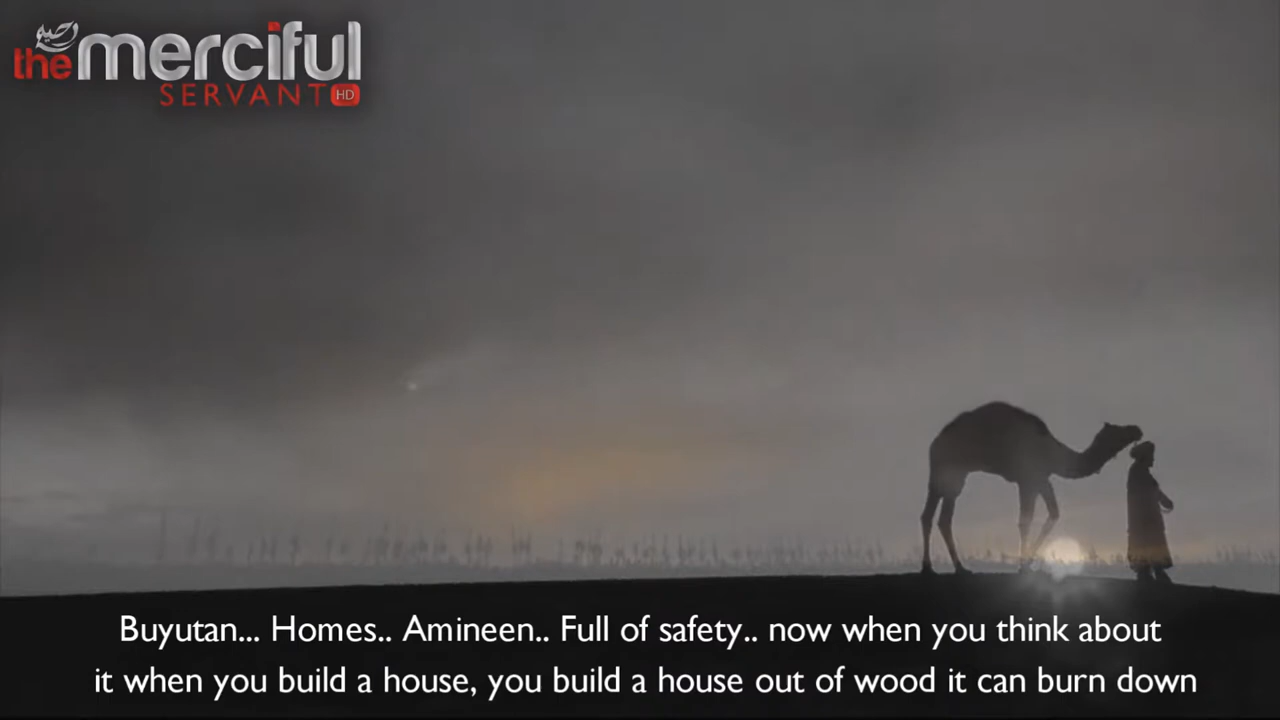 the merciful
SERVANT HD
Buyutan... Homes.. Amineen.. Full of safety.. now when you think about
it when you build a house, you build a house out of wood it can burn down